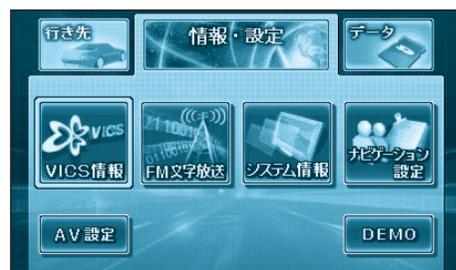 行き先
情報・設定
データ
VICS
VICS情報
FM文字放送
システム情報
ナビゲーション
設定
AV設定
DEMO